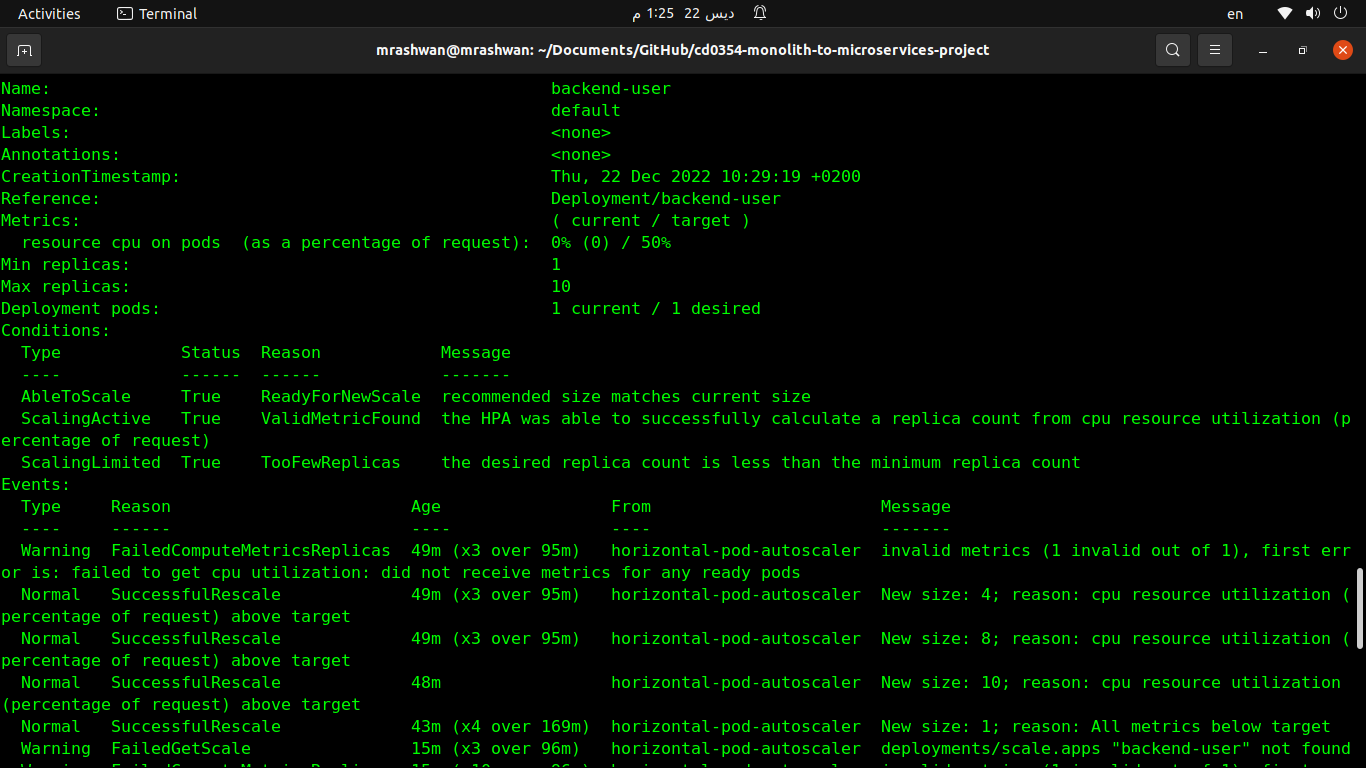 Activities Terminal ديس 22 1:25 م en
mrashwan@mrashwan: ~/Documents/GitHub/cd0354-monolith-to-microservices-project
Name: backend-user
Namespace: default
Labels: <none>
Annotations: <none>
CreationTimestamp: Thu, 22 Dec 2022 10:29:19 +0200
Reference: Deployment/backend-user
Metrics: ( current / target )
resource cpu on pods (as a percentage of request): 0% (0) / 50%
Min replicas: 1
Max replicas: 10
Deployment pods: 1 current / 1 desired
Conditions:
Type Status Reason Message
---- ------ ------ -------
AbleToScale True ReadyForNewScale recommended size matches current size
ScalingActive True ValidMetricFound the HPA was able to successfully calculate a replica count from cpu resource utilization (p
ercentage of request)
ScalingLimited True TooFewReplicas the desired replica count is less than the minimum replica count
Events:
Type Reason Age From Message
---- ------ ---- ---- -------
Warning FailedComputeMetricsReplicas 49m (x3 over 95m) horizontal-pod-autoscaler invalid metrics (1 invalid out of 1), first err
or is: failed to get cpu utilization: did not receive metrics for any ready pods
Normal SuccessfulRescale 49m (x3 over 95m) horizontal-pod-autoscaler New size: 4; reason: cpu resource utilization (
percentage of request) above target
Normal SuccessfulRescale 49m (x3 over 95m) horizontal-pod-autoscaler New size: 8; reason: cpu resource utilization (
percentage of request) above target
Normal SuccessfulRescale 48m horizontal-pod-autoscaler New size: 10; reason: cpu resource utilization
(percentage of request) above target
Normal SuccessfulRescale 43m (x4 over 169m) horizontal-pod-autoscaler New size: 1; reason: All metrics below target
Warning FailedGetScale 15m (x3 over 96m) horizontal-pod-autoscaler deployments/scale.apps "backend-user" not found